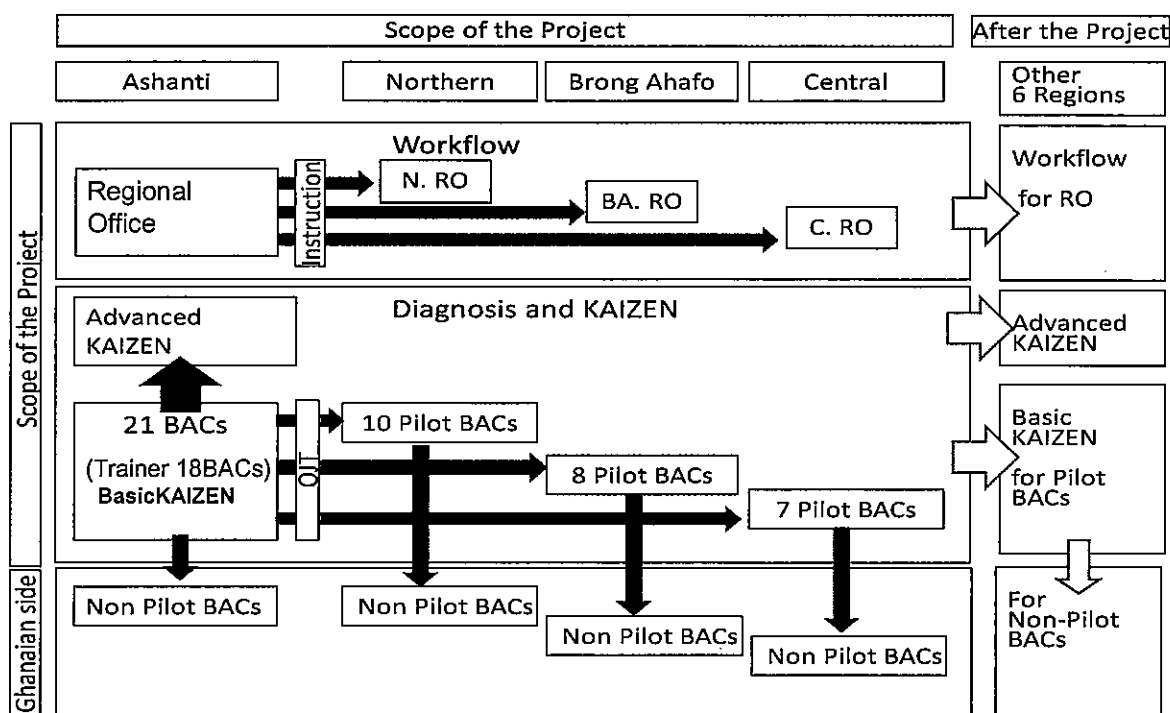 Scope of the Project
After the Project
Ashanti
Northern
Brong Ahafo
Central
Other
6 Regions
Scope of the Project
Workflow
Regional
Office
Instruction
N. RO
BA. RO
C. RO
Workflow
for RO
Diagnosis and KAIZEN
Advanced
KAIZEN
Advanced
KAIZEN
21 BACs
(Trainer 18BACs)
BasicKAIZEN
OJT
10 Pilot BACs
8 Pilot BACs
7 Pilot BACs
Basic
KAIZEN
for Pilot
BACs
Ghanaian side
Non Pilot BACs
Non Pilot BACs
Non Pilot BACs
Non Pilot BACs
For
Non-Pilot
BACs